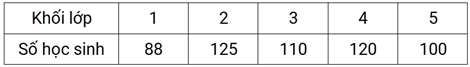 Khối lớp 1 2 3 4 5
Số học sinh 88 125 110 120 100